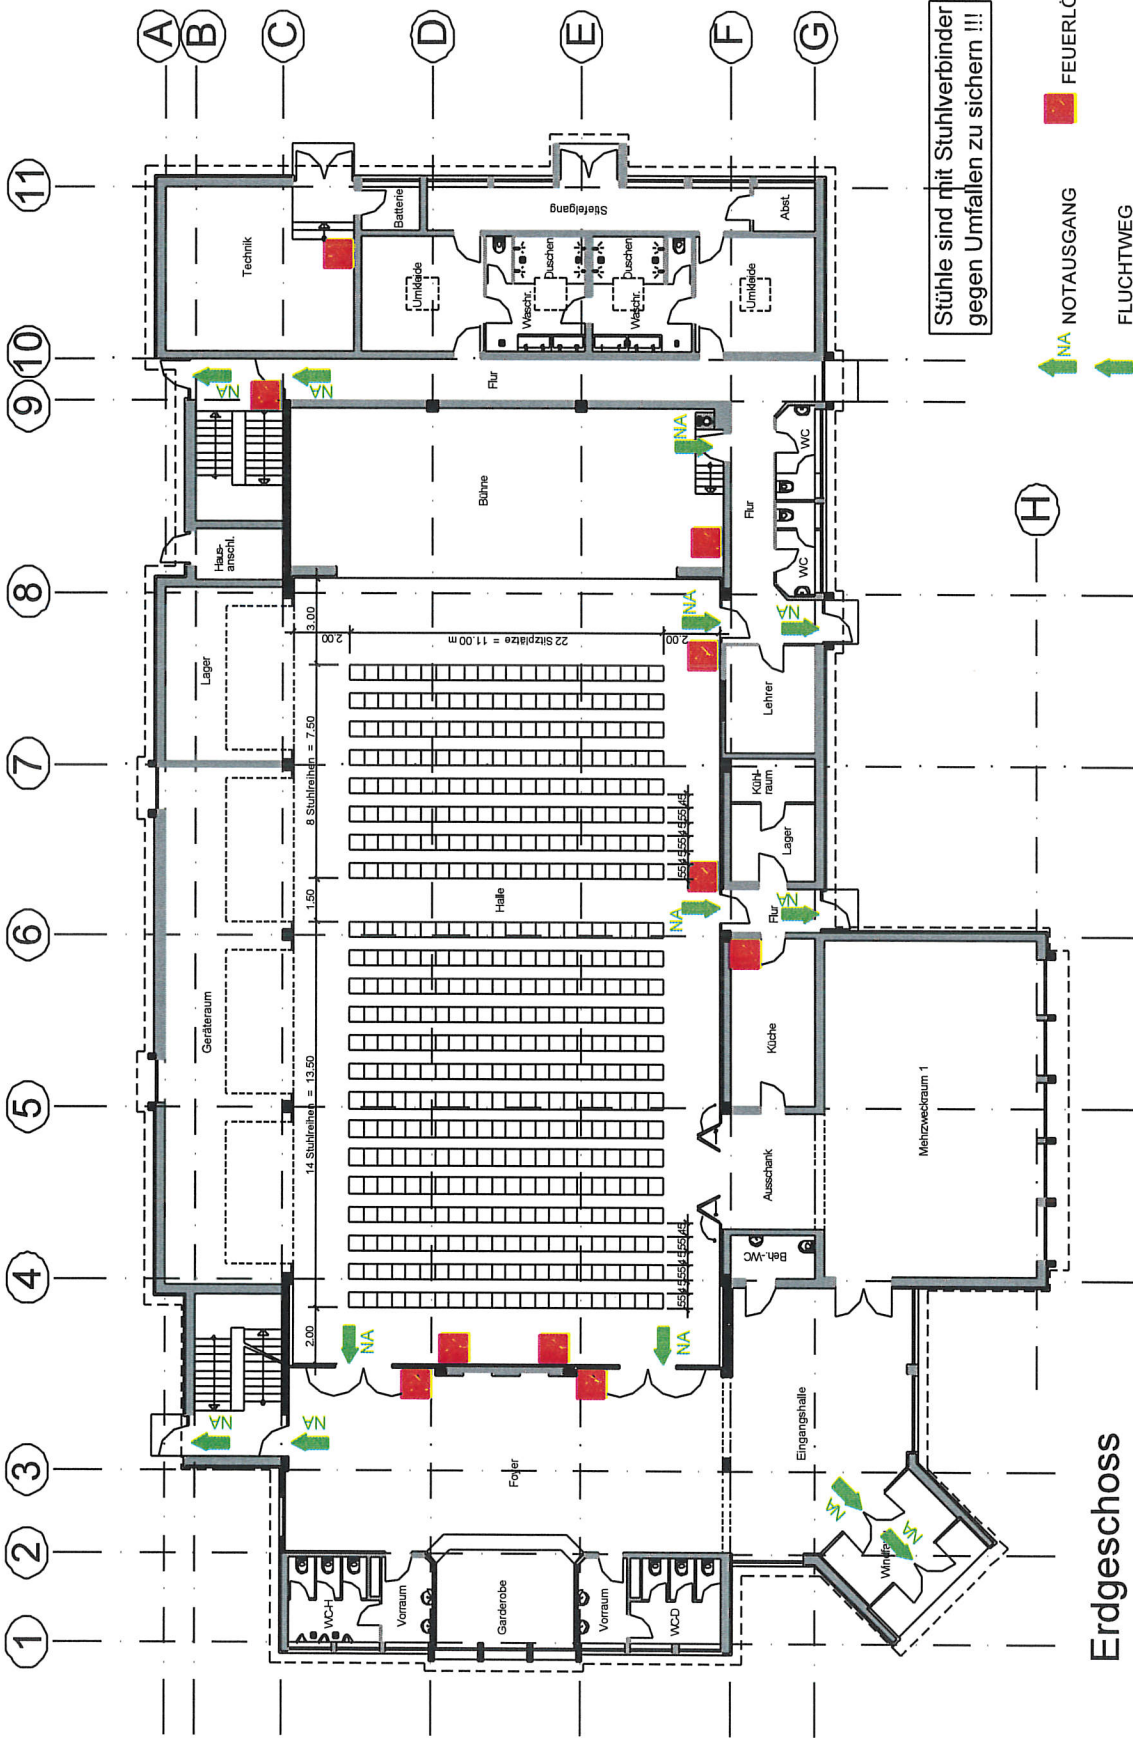 A
B
C
D
E
F
G
H
11
10
9
8
7
6
5
4
3
2
1
Technik
Batterie
Stiefelgang
Abst.
Umkleide
Waschr.
Duschen
Waschr.
Duschen
Umkleide
Flur
NA
NA
Bühne
NA
Flur
WC
WC
Haus-
anschl.
Lager
3.00
2.00
22 Sitzplätze = 11.00 m
2.00
NA
NA
Lehrer
8 Stuhlreihen = 7.50
Kühl-
raum
Lager
1.50
Halle
NA
Flur
NA
Geräteraum
14 Stuhlreihen = 13.50
Küche
Ausschank
Mehrzweckraum 1
Beh.-WC
2.00
NA
NA
NA
NA
Foyer
Eingangshalle
NA
NA
WC-H
Vorraum
Garderobe
Vorraum
WC-D
Stühle sind mit Stuhlverbinder
gegen Umfallen zu sichern !!!
NA NOTAUSGANG
FLUCHTWEG
Erdgeschoss